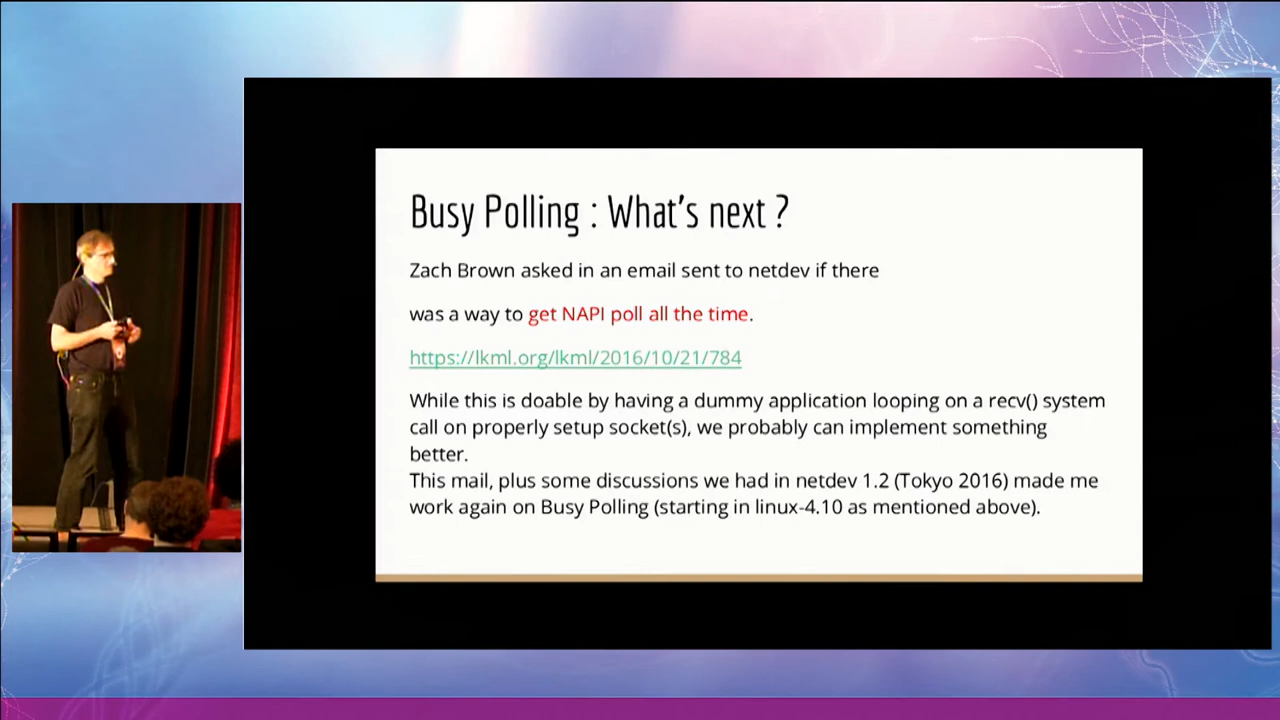 Busy Polling : What's next ?
Zach Brown asked in an email sent to netdev if there
was a way to get NAPI poll all the time.
https://lkml.org/lkml/2016/10/21/784
While this is doable by having a dummy application looping on a recv() system
call on properly setup socket(s), we probably can implement something
better.
This mail, plus some discussions we had in netdev 1.2 (Tokyo 2016) made me
work again on Busy Polling (starting in linux-4.10 as mentioned above).